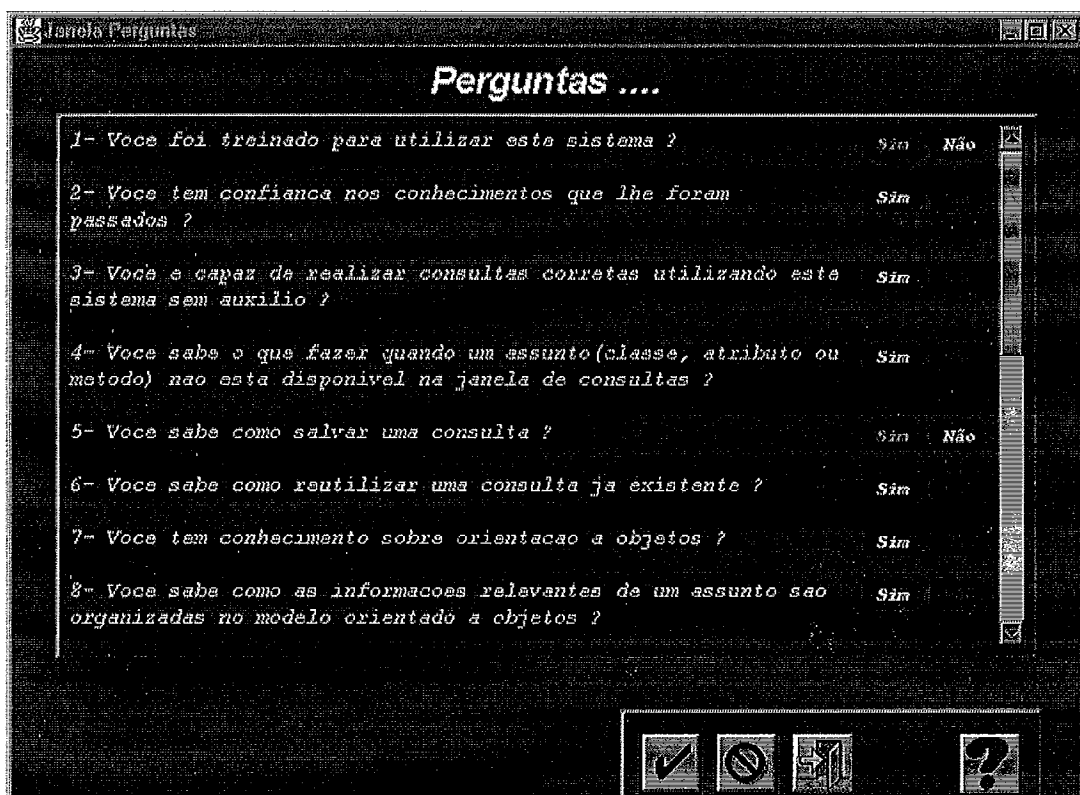 Janela Perguntas
Perguntas ....
1- Voce foi treinado para utilizar este sistema ? Sim Não
2- Voce tem confianca nos conhecimentos que lhe foram Sim
passados ?
3- Voce e capaz de realizar consultas corretas utilizando este Sim
sistema sem auxilio ?
4- Voce sabe o que fazer quando um assunto(classe, atributo ou Sim
metodo) nao esta disponivel na janela de consultas ?
5- Voce sabe como salvar uma consulta ? Sim Não
6- Voce sabe como reutilizar uma consulta ja existente ? Sim
7- Voce tem conhecimento sobre orientacao a objetos ? Sim
8- Voce sabe como as informacoes relevantes de um assunto sao Sim
organizadas no modelo orientado a objetos ?
?